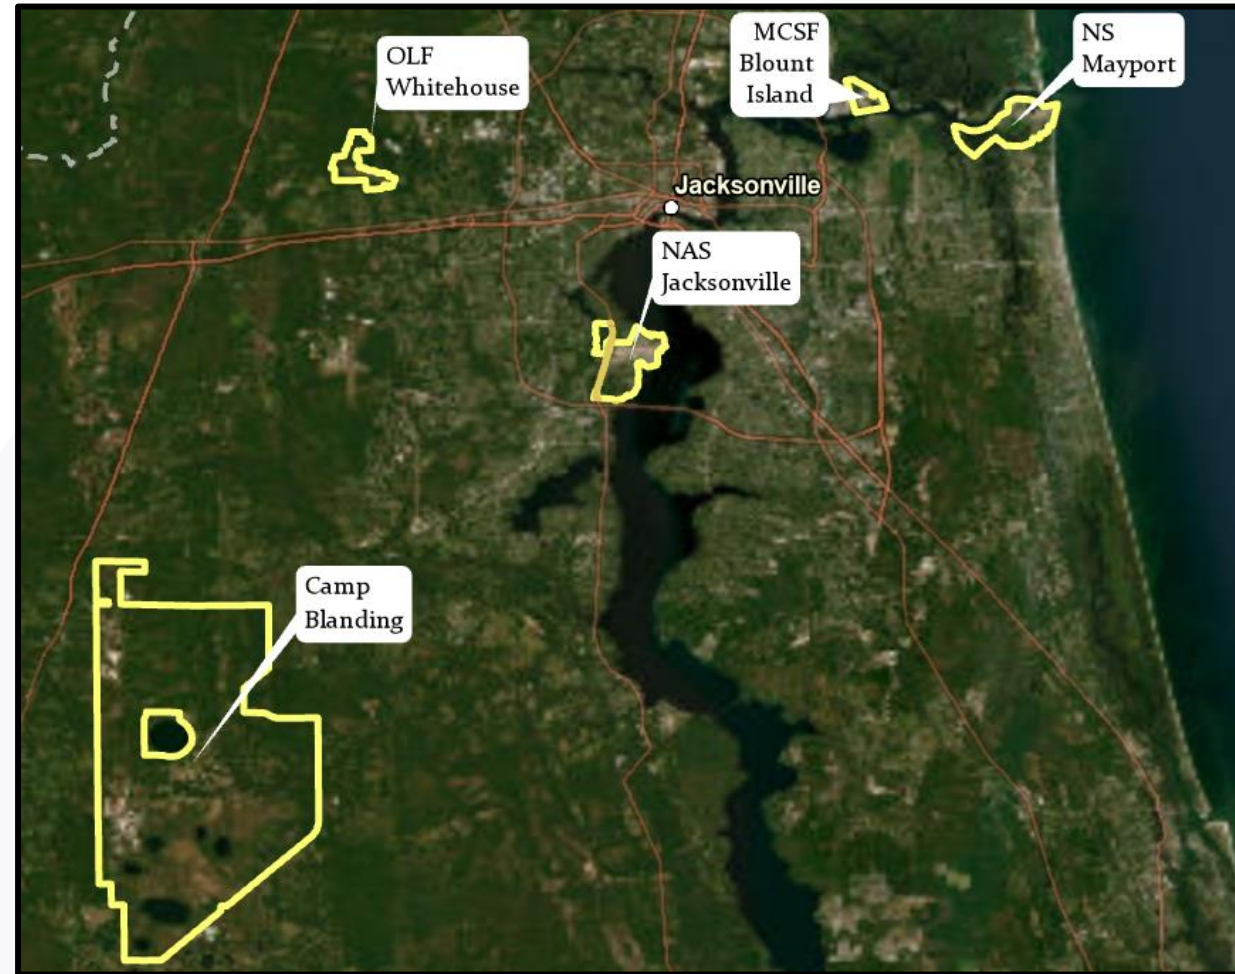 OLF
Whitehouse
MCSF
Blount
Island
NS
Mayport
Jacksonville
NAS
Jacksonville
Camp
Blanding